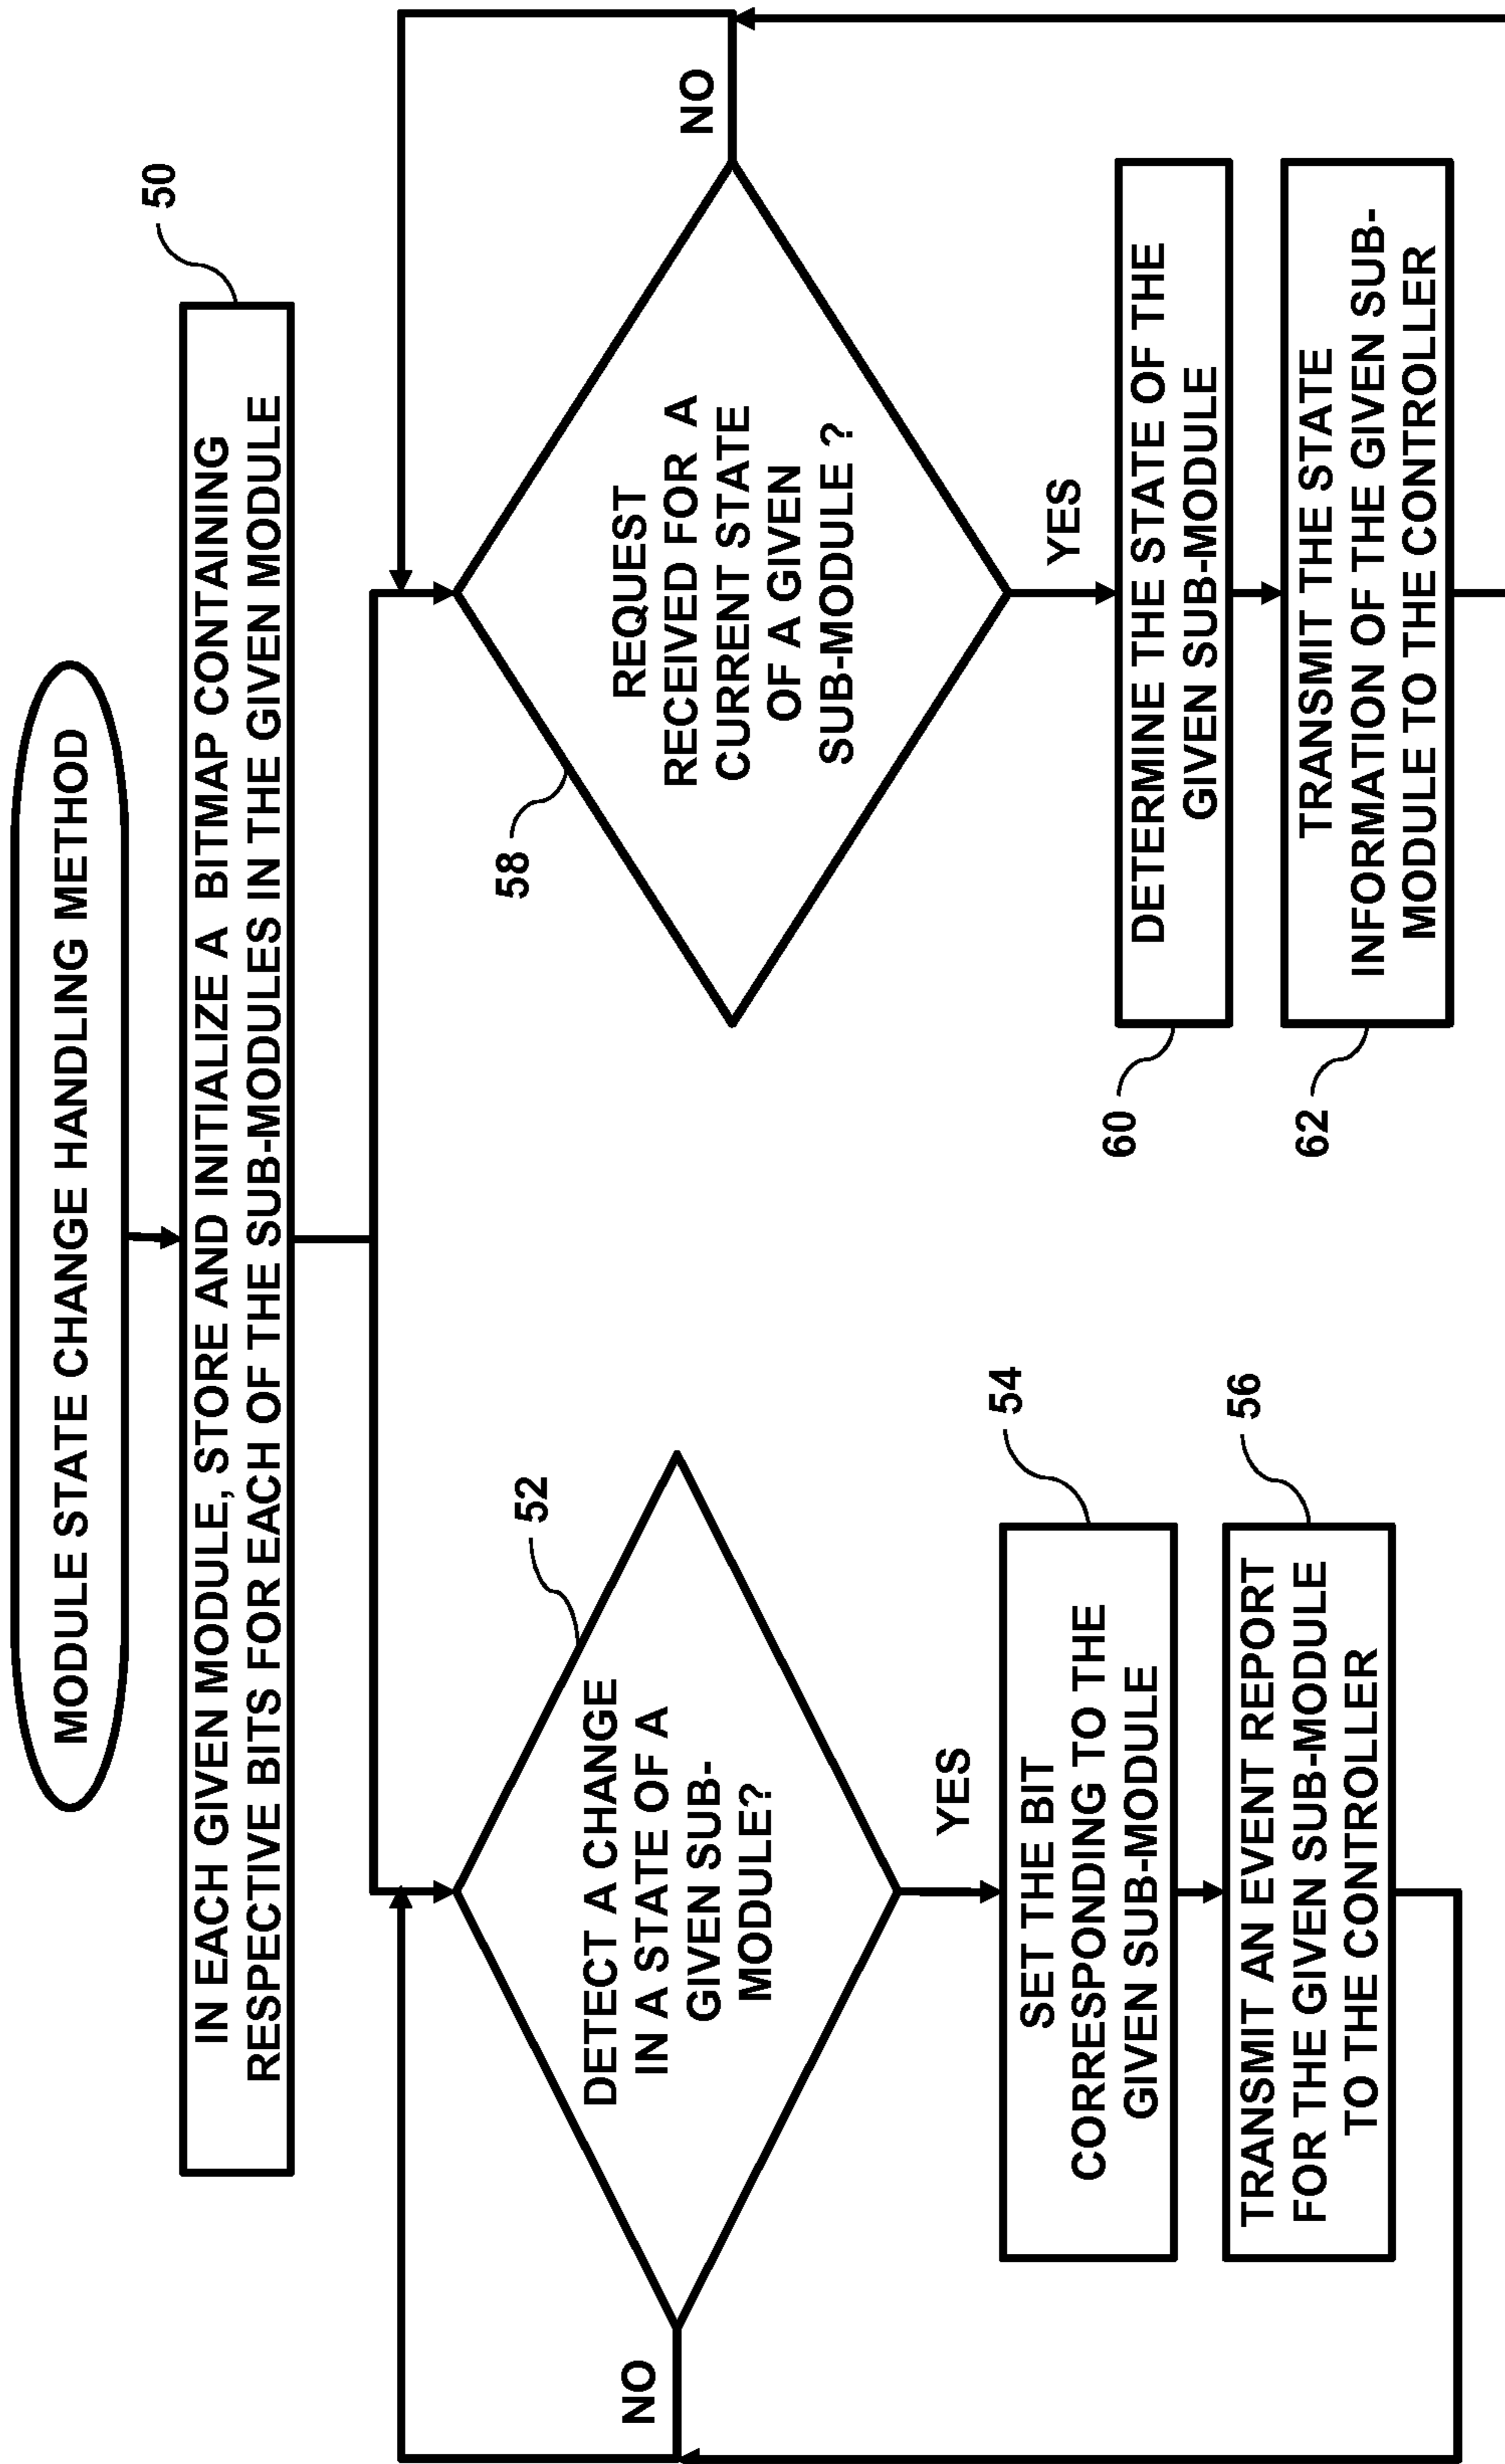 MODULE STATE CHANGE HANDLING METHOD
50
IN EACH GIVEN MODULE, STORE AND INITIALIZE A BITMAP CONTAINING
RESPECTIVE BITS FOR EACH OF THE SUB-MODULES IN THE GIVEN MODULE
52
DETECT A CHANGE
IN A STATE OF A
GIVEN SUB-
MODULE?
NO
YES
54
SET THE BIT
CORRESPONDING TO THE
GIVEN SUB-MODULE
56
TRANSMIT AN EVENT REPORT
FOR THE GIVEN SUB-MODULE
TO THE CONTROLLER
58
REQUEST
RECEIVED FOR A
CURRENT STATE
OF A GIVEN
SUB-MODULE ?
NO
YES
60
DETERMINE THE STATE OF THE
GIVEN SUB-MODULE
62
TRANSMIT THE STATE
INFORMATION OF THE GIVEN SUB-
MODULE TO THE CONTROLLER